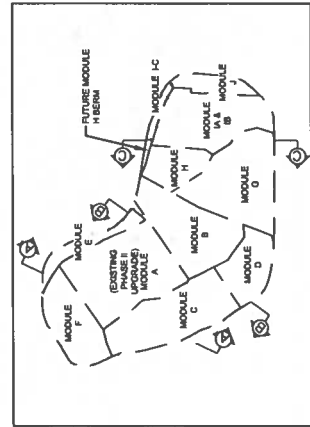 A
FUTURE MODULE
H BERM
MODULE
F
MODULE
E
B
(EXISTING
PHASE II
UPGRADE)
MODULE
A
C
MODULE I-C
MODULE
H
MODULE
C
MODULE
B
MODULE
IA &
IB
MODULE
J
A
MODULE
D
MODULE
G
B
C